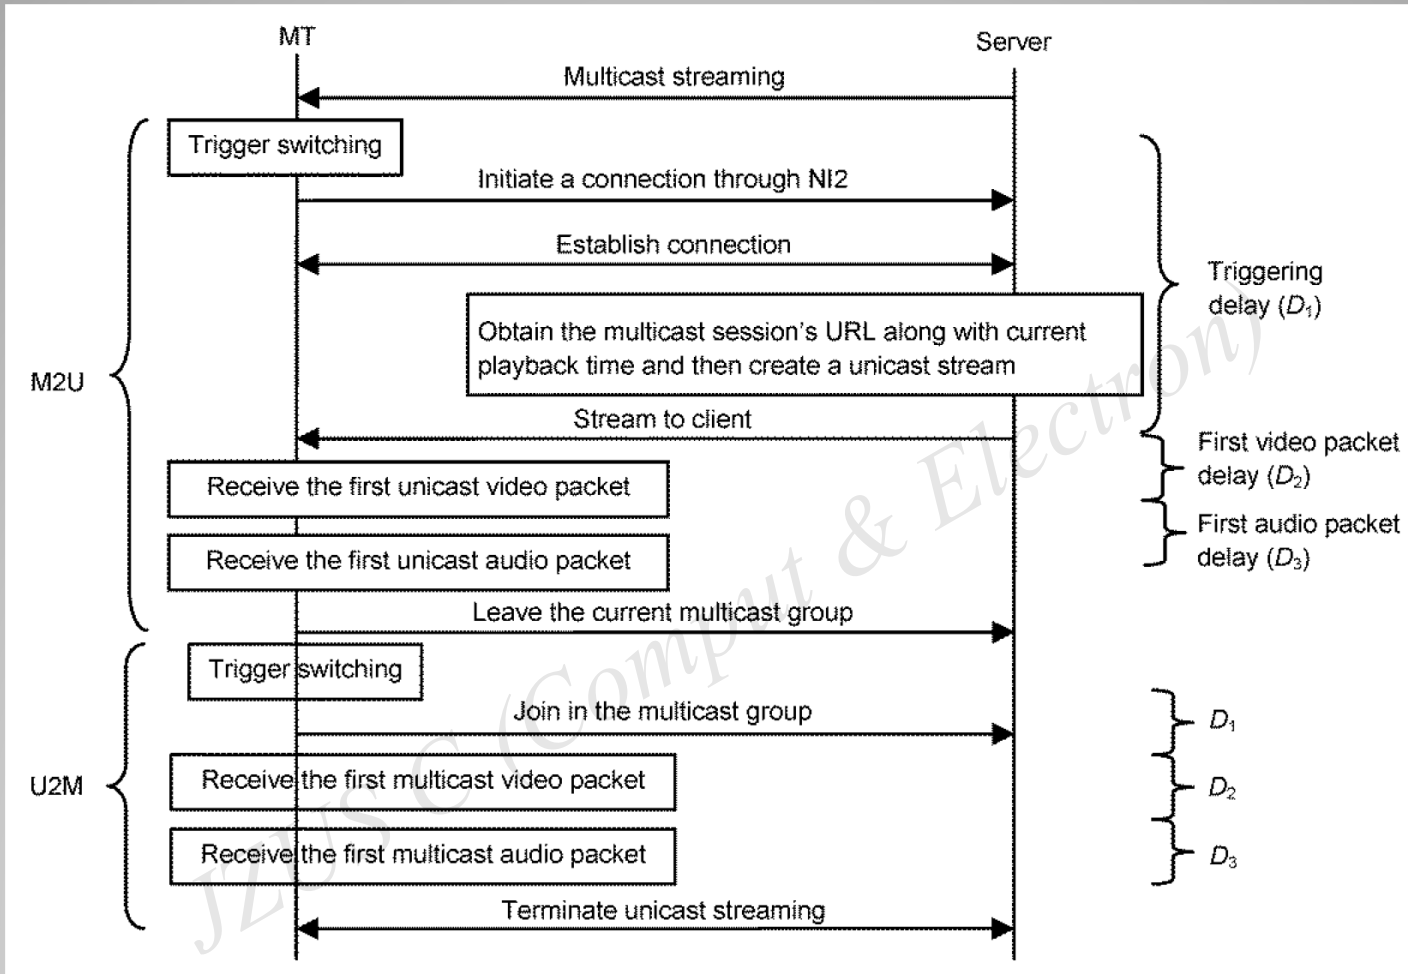 MT
Server
Multicast streaming
Trigger switching
Initiate a connection through NI2
Establish connection
Triggering
delay (D1)
Obtain the multicast session's URL along with current
playback time and then create a unicast stream
M2U
Stream to client
First video packet
delay (D2)
Receive the first unicast video packet
First audio packet
delay (D3)
Receive the first unicast audio packet
Leave the current multicast group
Trigger switching
Join in the multicast group
D1
Receive the first multicast video packet
U2M
D2
Receive the first multicast audio packet
D3
Terminate unicast streaming
JZUS C (Comput & Electron)